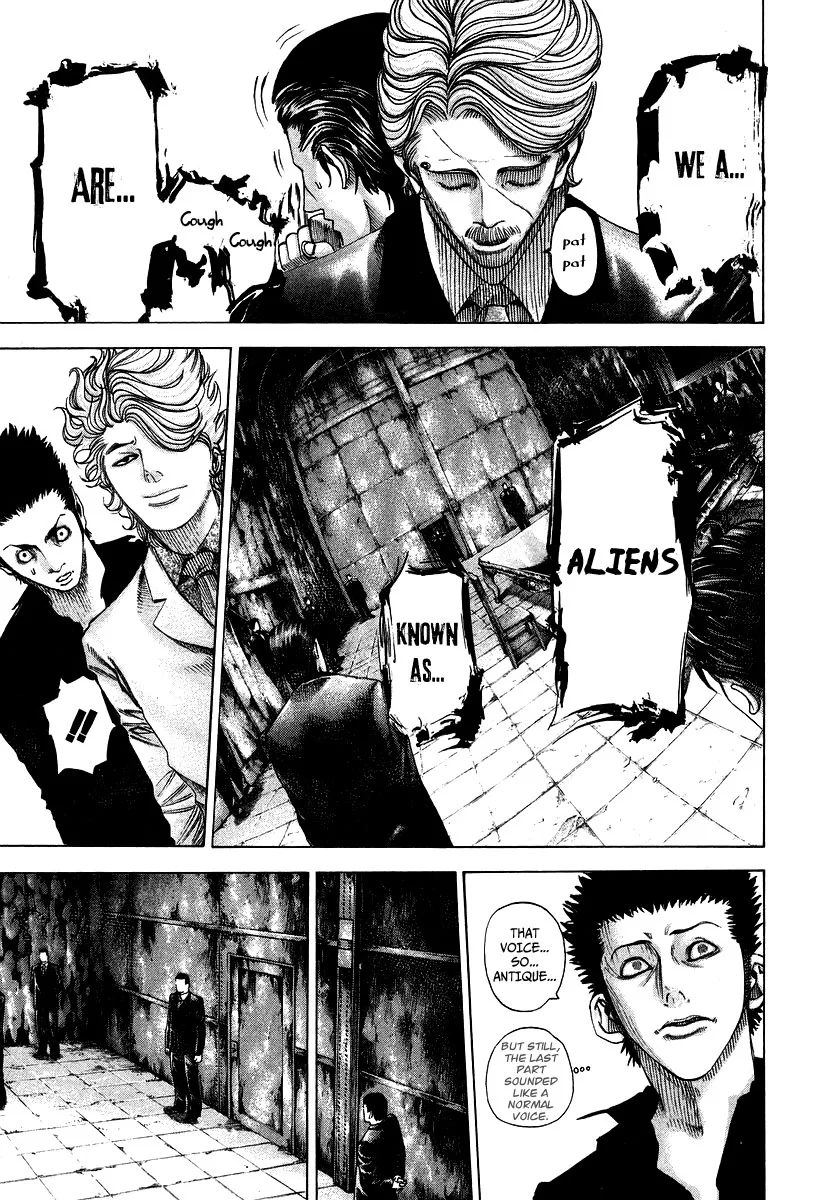 WE A...
pat
pat
Cough
Cough
ARE...
ALIENS
KNOWN
AS...
!!
THAT
VOICE...
SO...
ANTIQUE...
BUT STILL,
THE LAST
PART
SOUNDED
LIKE A
NORMAL
VOICE.